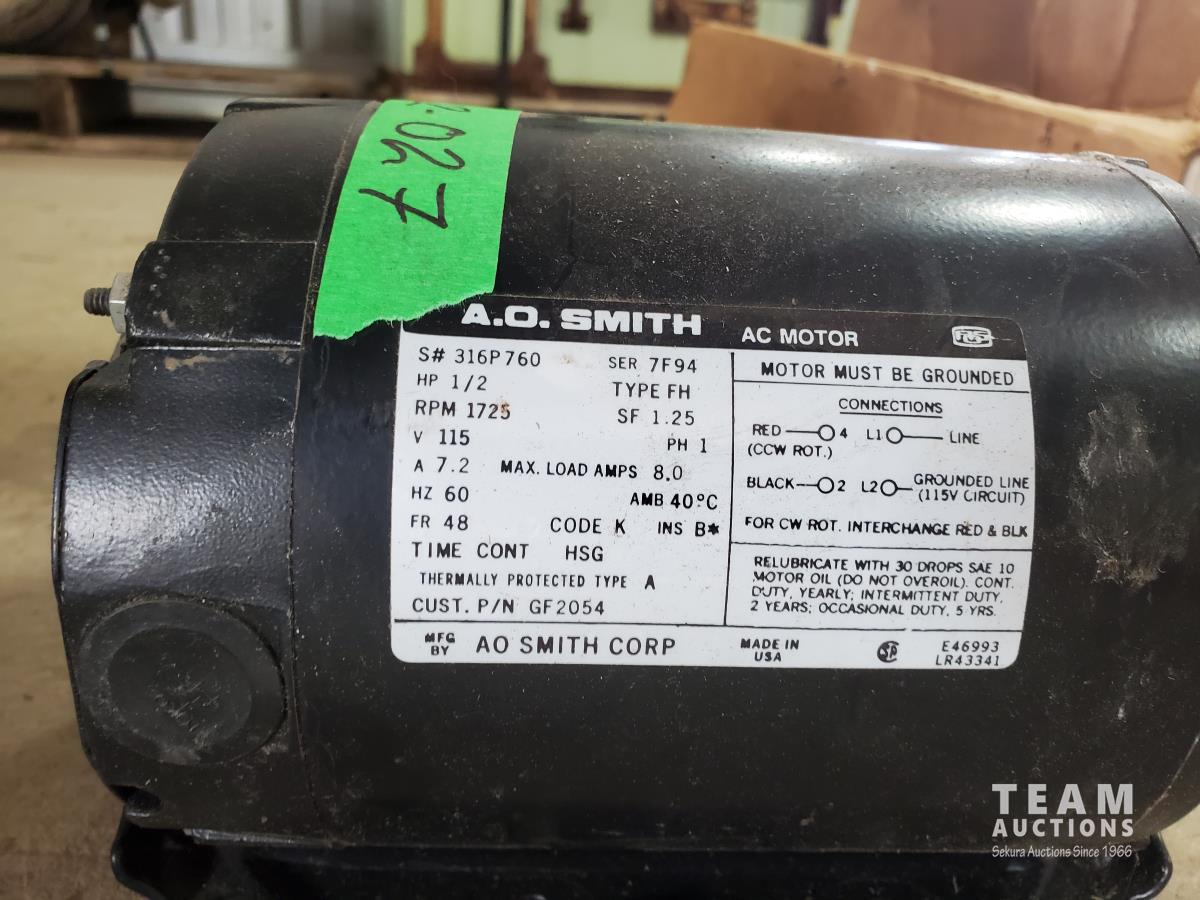 027
A.O. SMITH AC MOTOR
S# 316P760 SER 7F94
HP 1/2 TYPE FH
RPM 1725 SF 1.25
V 115 PH 1
A 7.2 MAX. LOAD AMPS 8.0
HZ 60 AMB 40°C
FR 48 CODE K INS B*
TIME CONT HSG
THERMALLY PROTECTED TYPE A
CUST. P/N GF2054
MOTOR MUST BE GROUNDED
CONNECTIONS
RED 4 L1 LINE
(CCW ROT.)
BLACK 2 L2 GROUNDED LINE
(115V CIRCUIT)
FOR CW ROT. INTERCHANGE RED & BLK
RELUBRICATE WITH 30 DROPS SAE 10
MOTOR OIL (DO NOT OVEROIL). CONT.
DUTY, YEARLY; INTERMITTENT DUTY,
2 YEARS; OCCASIONAL DUTY, 5 YRS.
MFG BY AO SMITH CORP MADE IN USA SA E46993
LR43341
TEAM
AUCTIONS
Sekura Auctions Since 1966